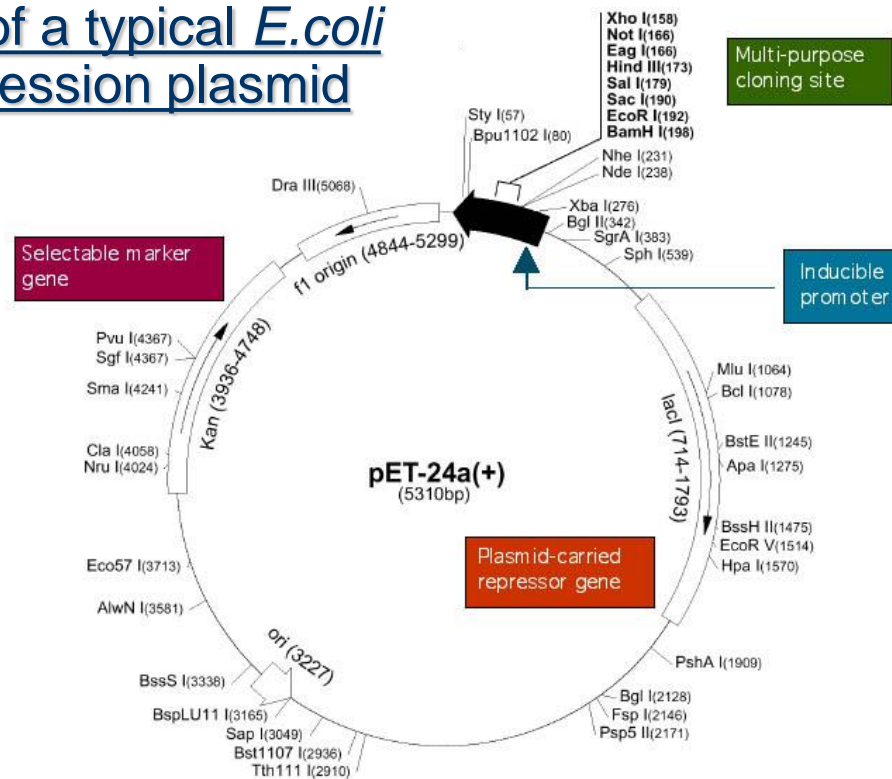 of a typical E.coli
ession plasmid
Xho I(158)
Not I(166)
Eag I(166)
Hind III(173)
Sal I(179)
Sac I(190)
EcoR I(192)
BamH I(198)
Multi-purpose
cloning site
Sty I(57)
Bpu1102 I(80)
Nhe I(231)
Nde I(238)
Dra III(5068)
Xba I(276)
Bgl II(342)
SgrA I(383)
Sph I(539)
Selectable marker
gene
f1 origin (4844-5299)
Inducible
promoter
Pvu I(4367)
Sgf I(4367)
Sma I(4241)
Cla I(4058)
Nru I(4024)
Kan (3936-4748)
Mlu I(1064)
Bcl I(1078)
BstE II(1245)
Apa I(1275)
lacI (714-1793)
BssH II(1475)
EcoR V(1514)
Hpa I(1570)
pET-24a(+)
(5310bp)
Plasmid-carried
repressor gene
Eco57 I(3713)
AlwN I(3581)
ori (3227)
BssS I(3338)
BspLU11 I(3165)
Sap I(3049)
Bst1107 I(2936)
Tth111 I(2910)
PshA I(1909)
Bgl I(2128)
Fsp I(2146)
Psp5 II(2171)